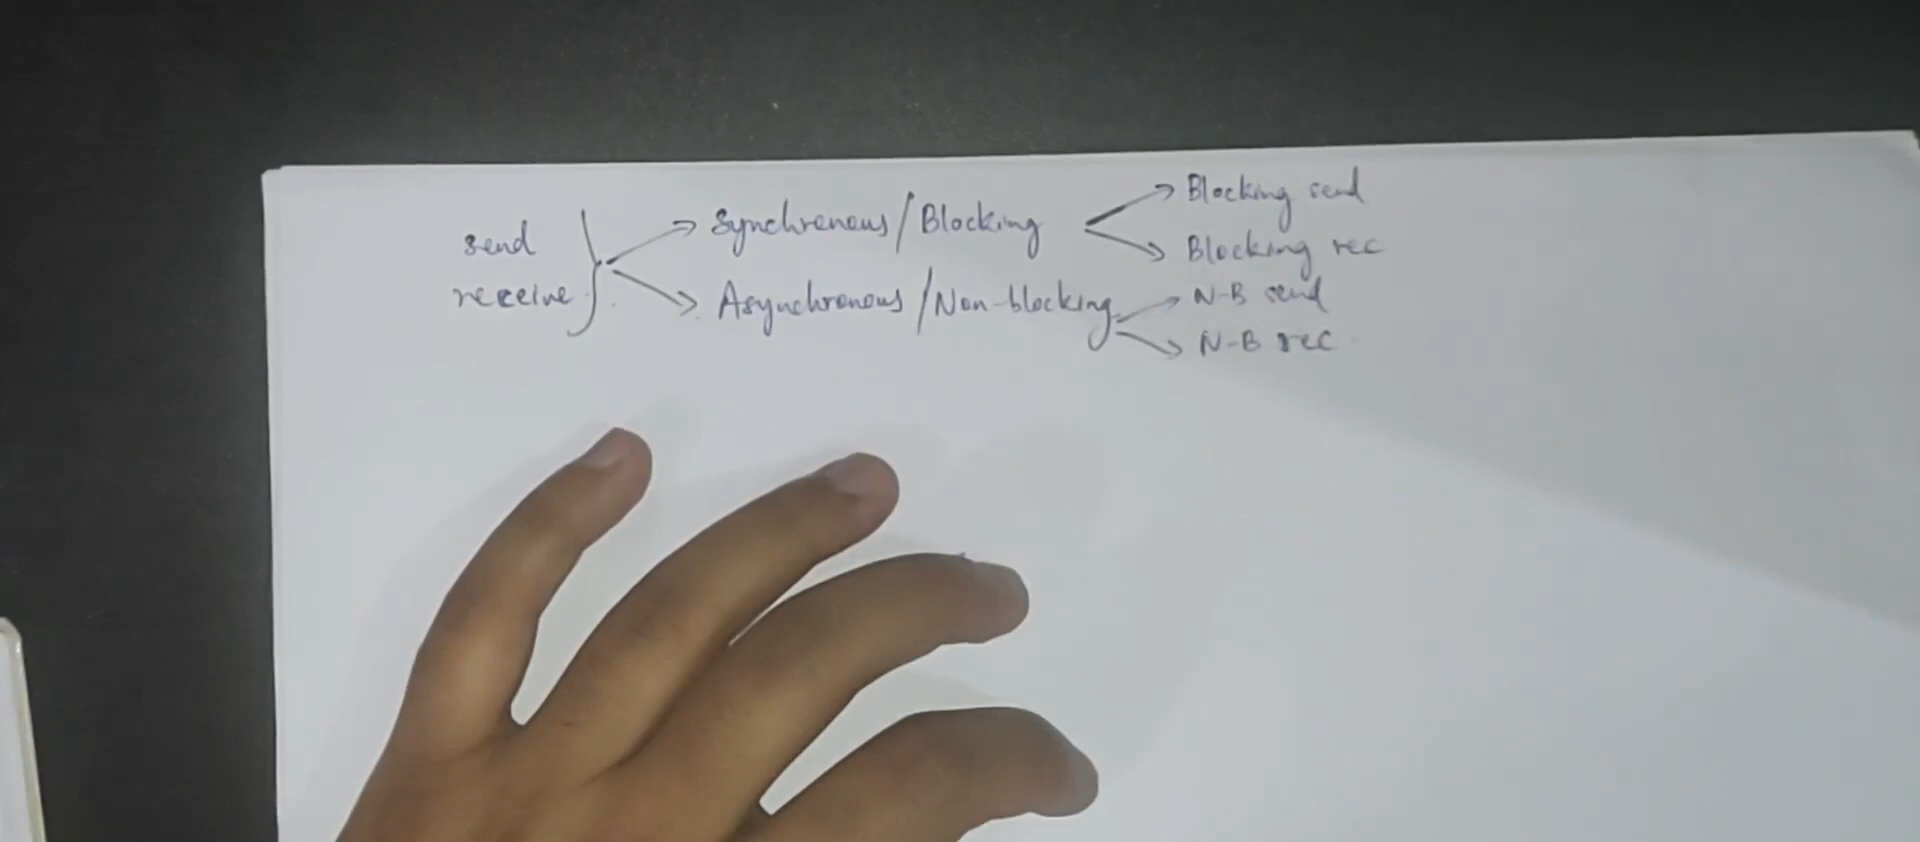 send
receive
Synchronous/Blocking
Asynchronous/Non-blocking
Blocking send
Blocking rec
N-B send
N-B rec